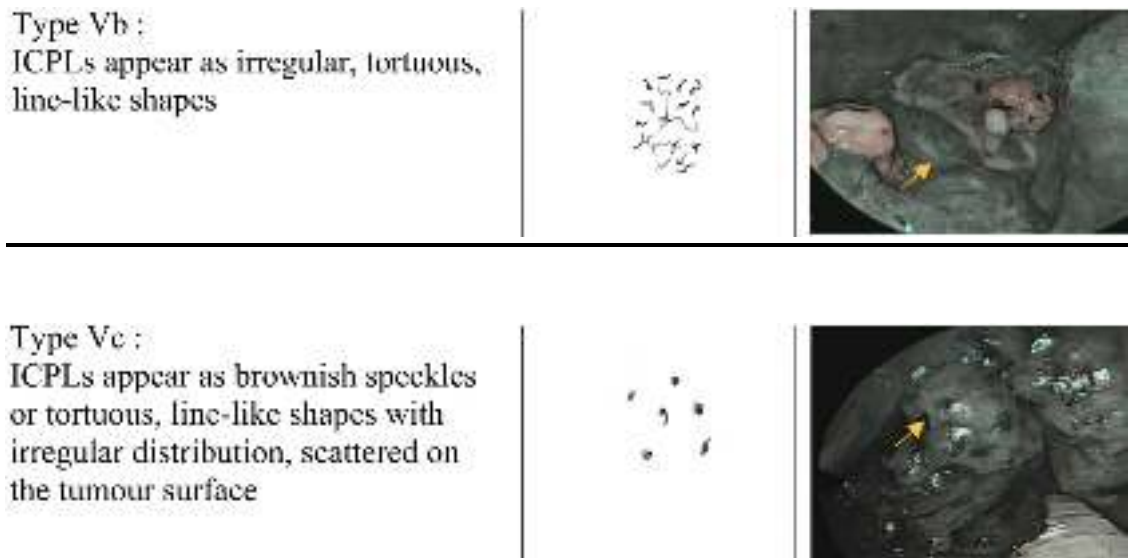 Type Vb :
ICPLs appear as irregular, tortuous,
line-like shapes
Type Vc :
ICPLs appear as brownish speckles
or tortuous, line-like shapes with
irregular distribution, scattered on
the tumour surface